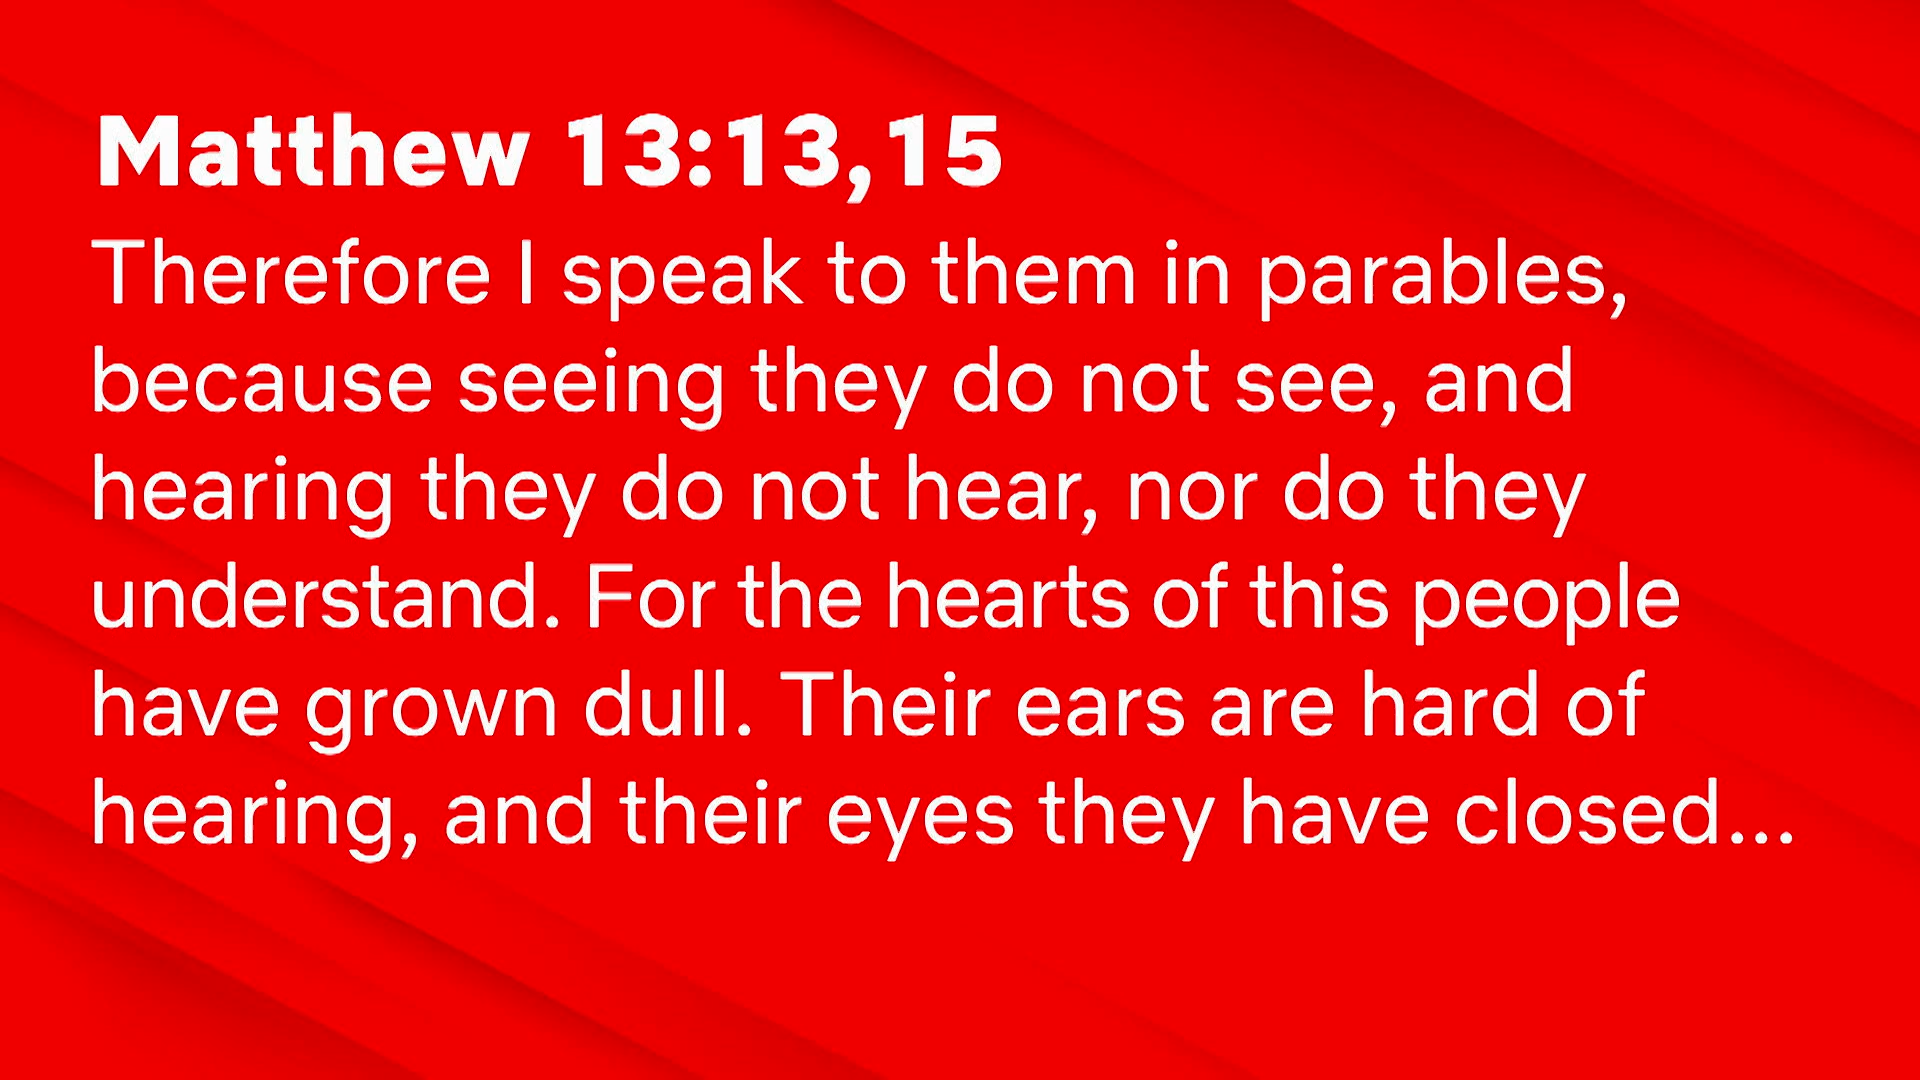 Matthew 13:13,15
Therefore I speak to them in parables,
because seeing they do not see, and
hearing they do not hear, nor do they
understand. For the hearts of this people
have grown dull. Their ears are hard of
hearing, and their eyes they have closed...